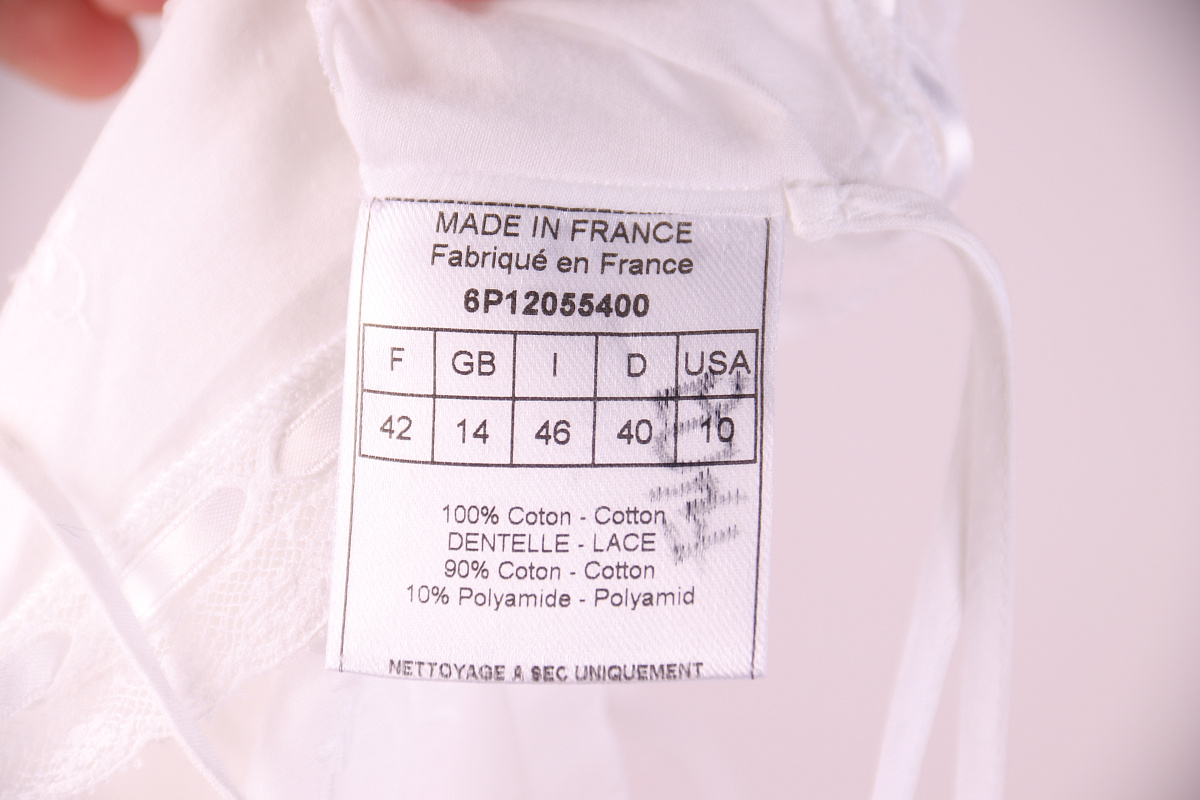 MADE IN FRANCE
Fabriqué en France
6P12055400
F GB I D USA
42 14 46 40 10
100% Coton - Cotton
DENTELLE - LACE
90% Coton - Cotton
10% Polyamide - Polyamid
NETTOYAGE A SEC UNIQUEMENT